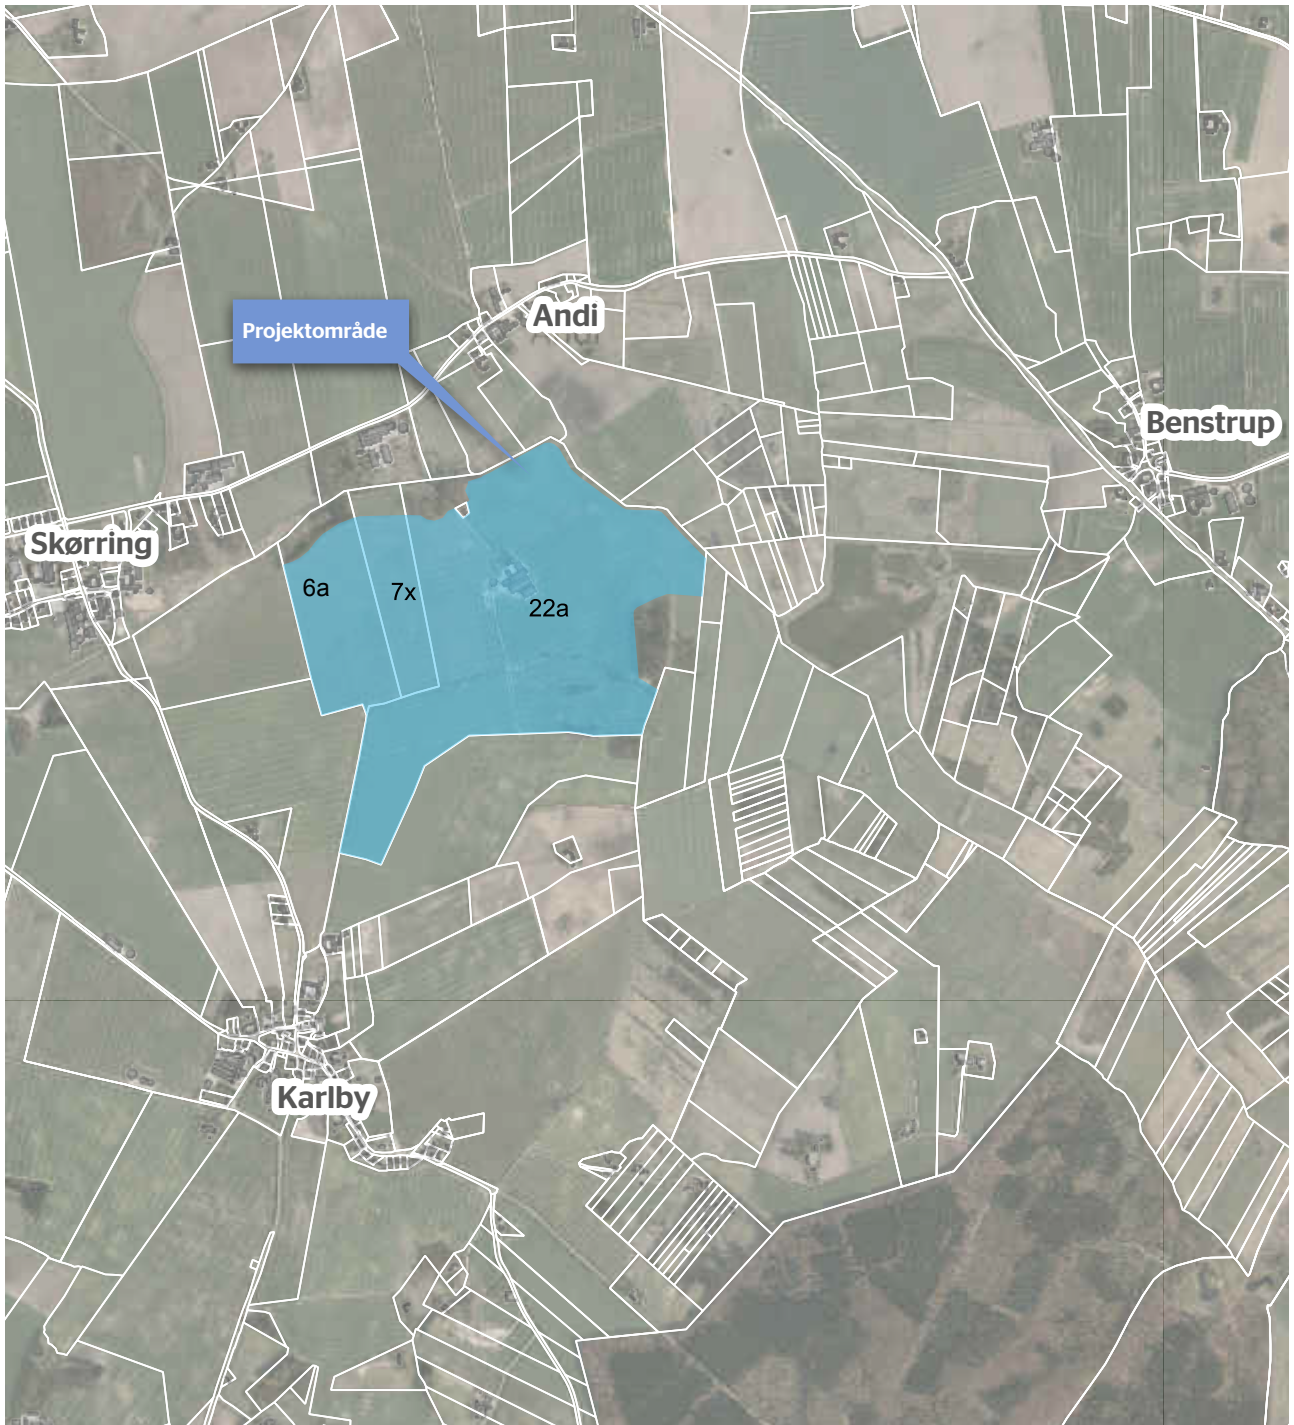 Andi
Projektområde
Benstrup
Skørring
6a
7x
22a
Karlby